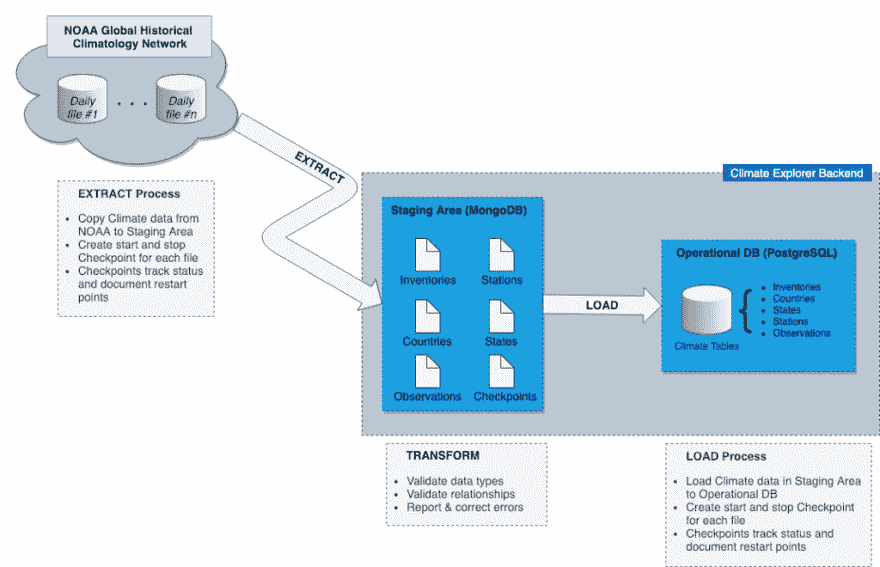 NOAA Global Historical
Climatology Network
Daily
file #1
. . .
Daily
file #n
EXTRACT
EXTRACT Process
• Copy Climate data from
NOAA to Staging Area
• Create start and stop
Checkpoint for each file
• Checkpoints track status
and document restart
points
Climate Explorer Backend
Staging Area (MongoDB)
Inventories
Stations
Countries
States
Observations
Checkpoints
LOAD
Operational DB (PostgreSQL)
Climate Tables
{
• Inventories
• Countries
• States
• Stations
• Observations
TRANSFORM
• Validate data types
• Validate relationships
• Report & correct errors
LOAD Process
• Load Climate data in Staging Area
to Operational DB
• Create start and stop Checkpoint
for each file
• Checkpoints track status and
document restart points